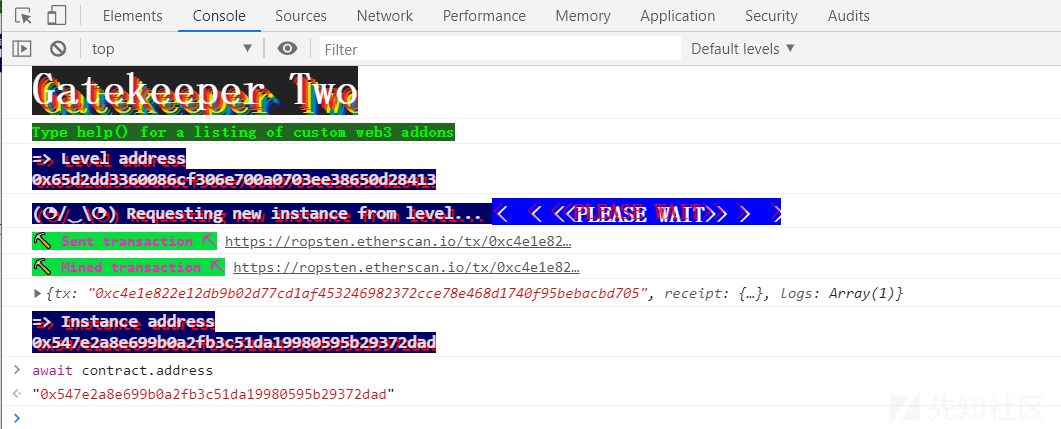 Elements Console Sources Network Performance Memory Application Security Audits
top Filter Default levels ▼
Gatekeeper Two
Type help() for a listing of custom web3 addons
=> Level address
0x65d2dd3360086cf306e700a0703ee38650d28413
(◔/‿\◔) Requesting new instance from level... < < <<PLEASE WAIT>> > >
⛏ Sent transaction ⛏ https://ropsten.etherscan.io/tx/0xc4e1e82…
⛏ Mined transaction ⛏ https://ropsten.etherscan.io/tx/0xc4e1e82…
{tx: "0xc4e1e822e12db9b02d77cd1af453246982372cce78e468d1740f95bebacbd705", receipt: {…}, logs: Array(1)}
=> Instance address
0x547e2a8e699b0a2fb3c51da19980595b29372dad
> await contract.address
"0x547e2a8e699b0a2fb3c51da19980595b29372dad"
>
先知社区